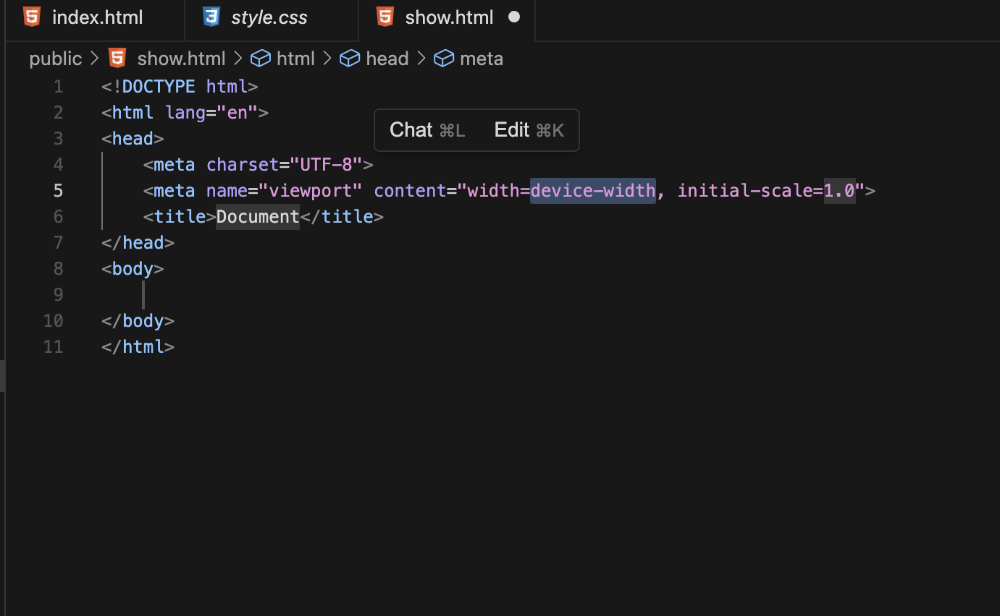 index.html style.css show.html
public > show.html > html > head > meta
1 <!DOCTYPE html>
2 <html lang="en">
Chat ⌘L Edit ⌘K
3 <head>
4     <meta charset="UTF-8">
5     <meta name="viewport" content="width=device-width, initial-scale=1.0">
6     <title>Document</title>
7 </head>
8 <body>
9
10 </body>
11 </html>